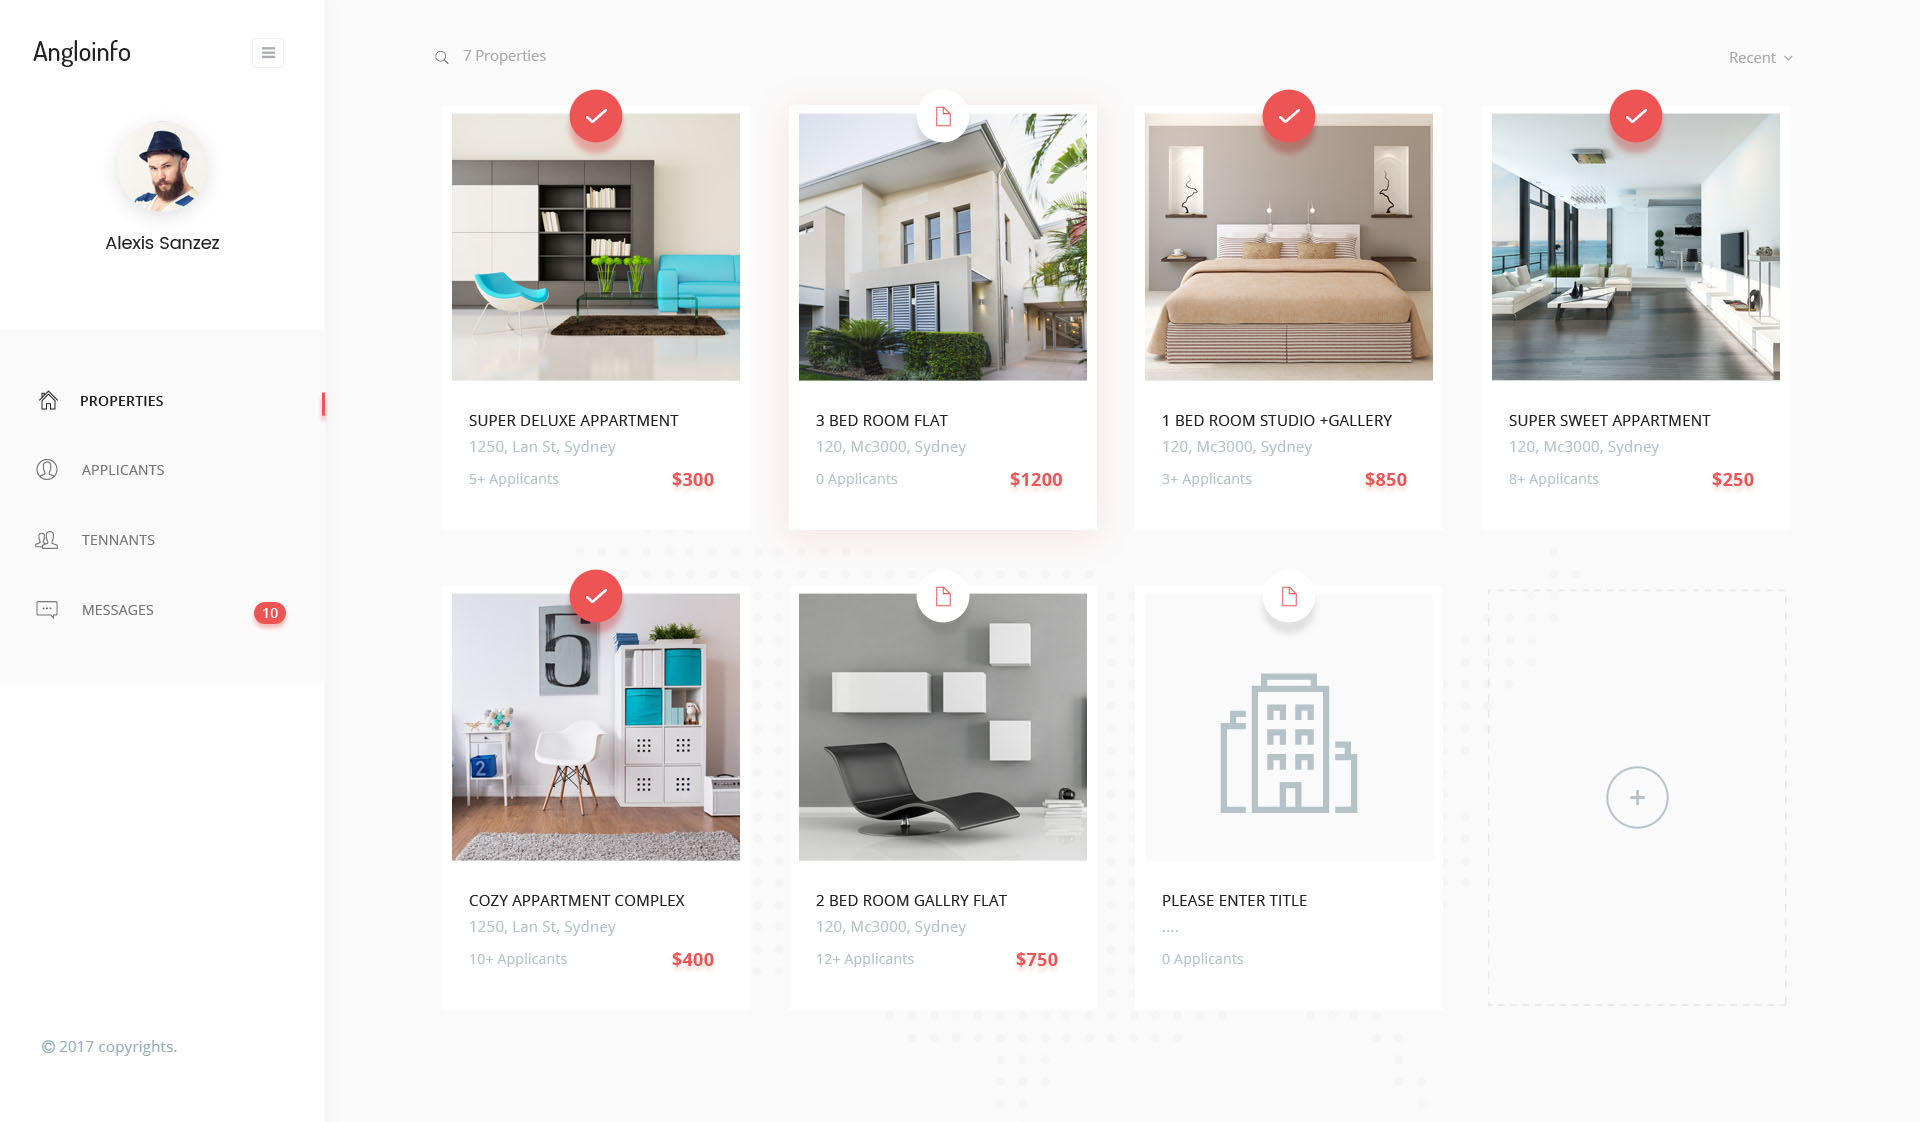 Angloinfo
Alexis Sanzez
PROPERTIES
APPLICANTS
TENNANTS
MESSAGES
10
© 2017 copyrights.
7 Properties
Recent
SUPER DELUXE APPARTMENT
1250, Lan St, Sydney
5+ Applicants
$300
3 BED ROOM FLAT
120, Mc3000, Sydney
0 Applicants
$1200
1 BED ROOM STUDIO +GALLERY
120, Mc3000, Sydney
3+ Applicants
$850
SUPER SWEET APPARTMENT
120, Mc3000, Sydney
8+ Applicants
$250
5
2
COZY APPARTMENT COMPLEX
1250, Lan St, Sydney
10+ Applicants
$400
2 BED ROOM GALLRY FLAT
120, Mc3000, Sydney
12+ Applicants
$750
PLEASE ENTER TITLE
....
0 Applicants